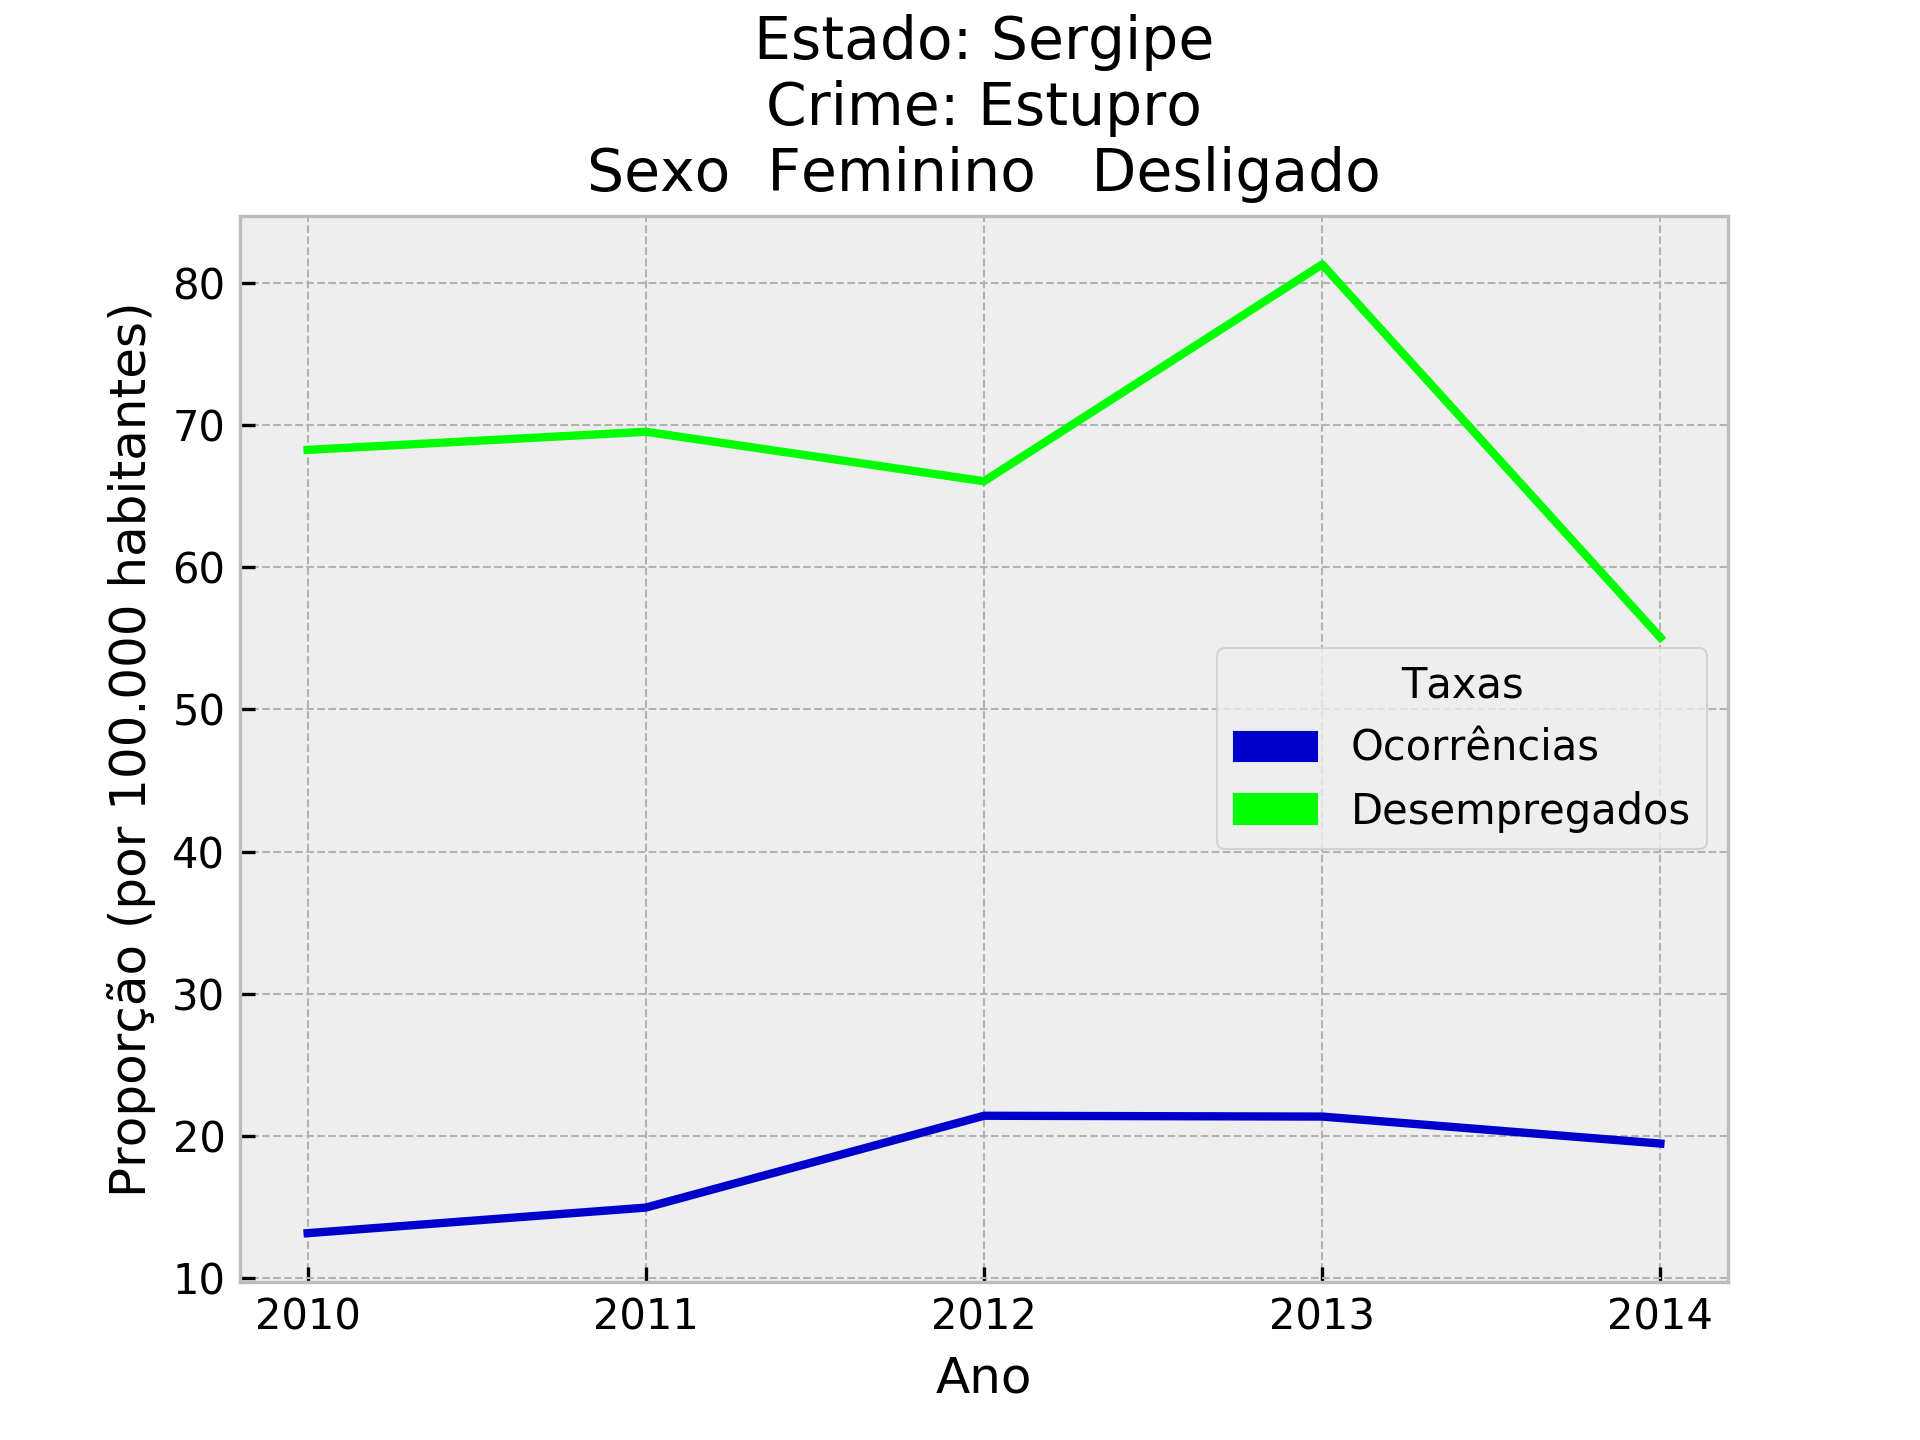 Estado: Sergipe
Crime: Estupro
Sexo  Feminino   Desligado
Proporção (por 100.000 habitantes)
80
70
60
50
40
30
20
10
Taxas
Ocorrências
Desempregados
2010 2011 2012 2013 2014
Ano